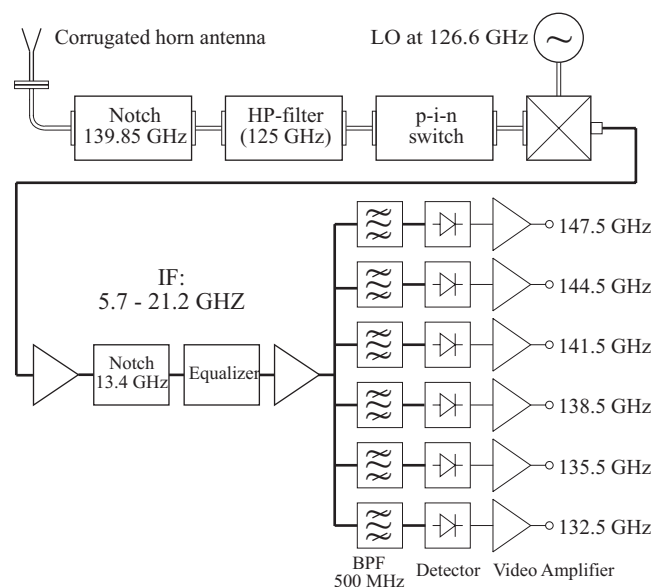 Corrugated horn antenna
LO at 126.6 GHz
~
Notch
139.85 GHz
HP-filter
(125 GHz)
p-i-n
switch
IF:
5.7 - 21.2 GHZ
Notch
13.4 GHz
Equalizer
147.5 GHz
144.5 GHz
141.5 GHz
138.5 GHz
135.5 GHz
132.5 GHz
BPF
500 MHz
Detector
Video Amplifier